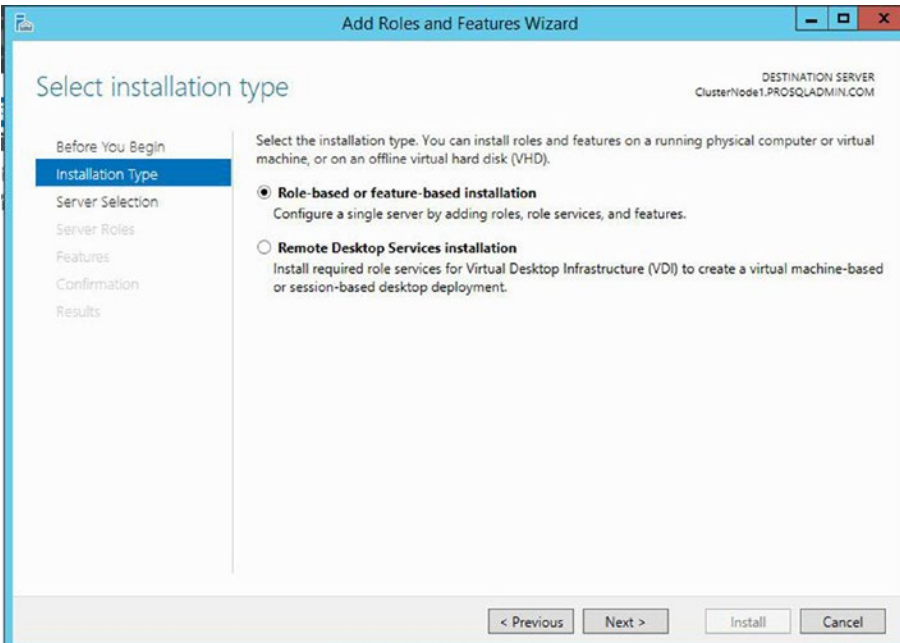 Add Roles and Features Wizard
Select installation type
DESTINATION SERVER
ClusterNode1.PROSQLADMIN.COM
Before You Begin
Installation Type
Server Selection
Server Roles
Features
Confirmation
Results
Select the installation type. You can install roles and features on a running physical computer or virtual
machine, or on an offline virtual hard disk (VHD).
Role-based or feature-based installation
Configure a single server by adding roles, role services, and features.
Remote Desktop Services installation
Install required role services for Virtual Desktop Infrastructure (VDI) to create a virtual machine-based
or session-based desktop deployment.
< Previous
Next >
Install
Cancel